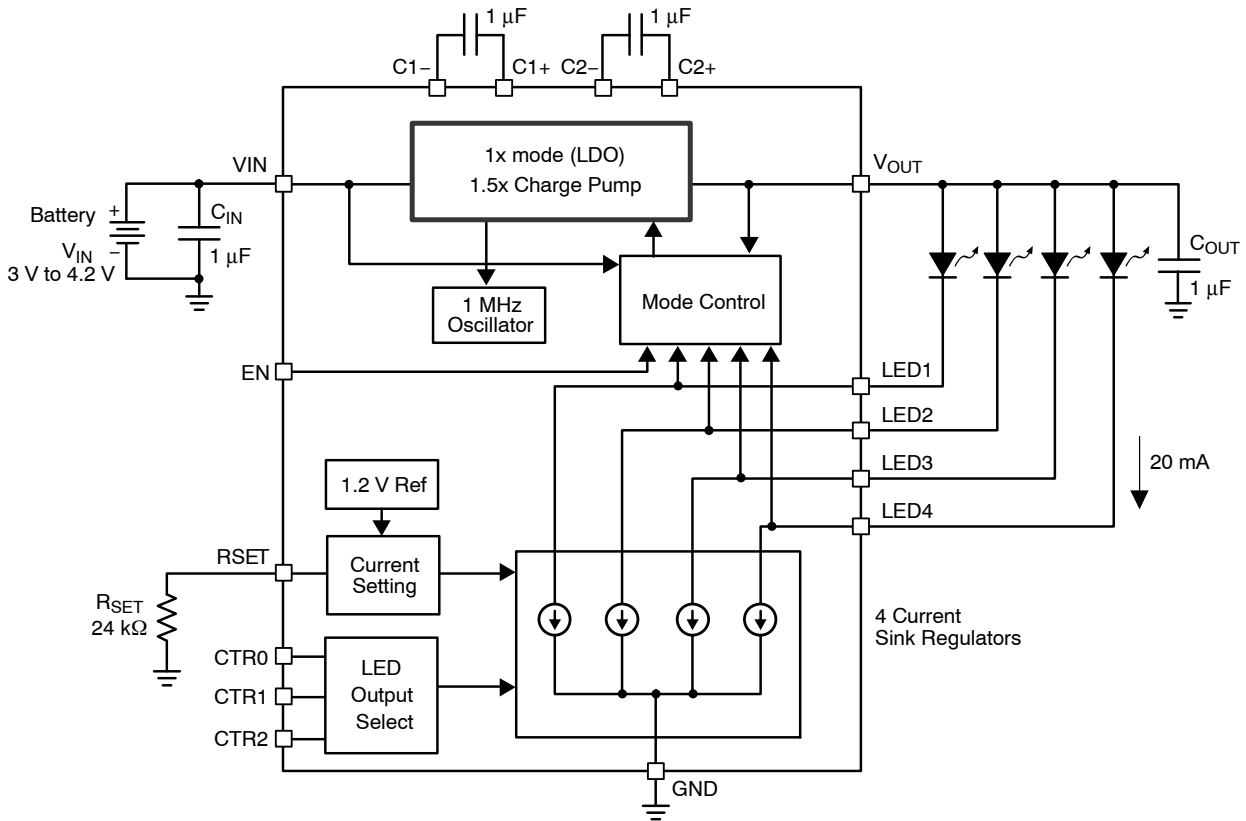 1 μF
1 μF
C1−
C1+
C2−
C2+
1x mode (LDO)
1.5x Charge Pump
VIN
VOUT
Battery
+
−
VIN
3 V to 4.2 V
CIN
1 μF
1 MHz
Oscillator
Mode Control
COUT
1 μF
EN
LED1
LED2
LED3
LED4
20 mA
1.2 V Ref
RSET
Current
Setting
RSET
24 kΩ
4 Current
Sink Regulators
CTR0
CTR1
CTR2
LED
Output
Select
GND